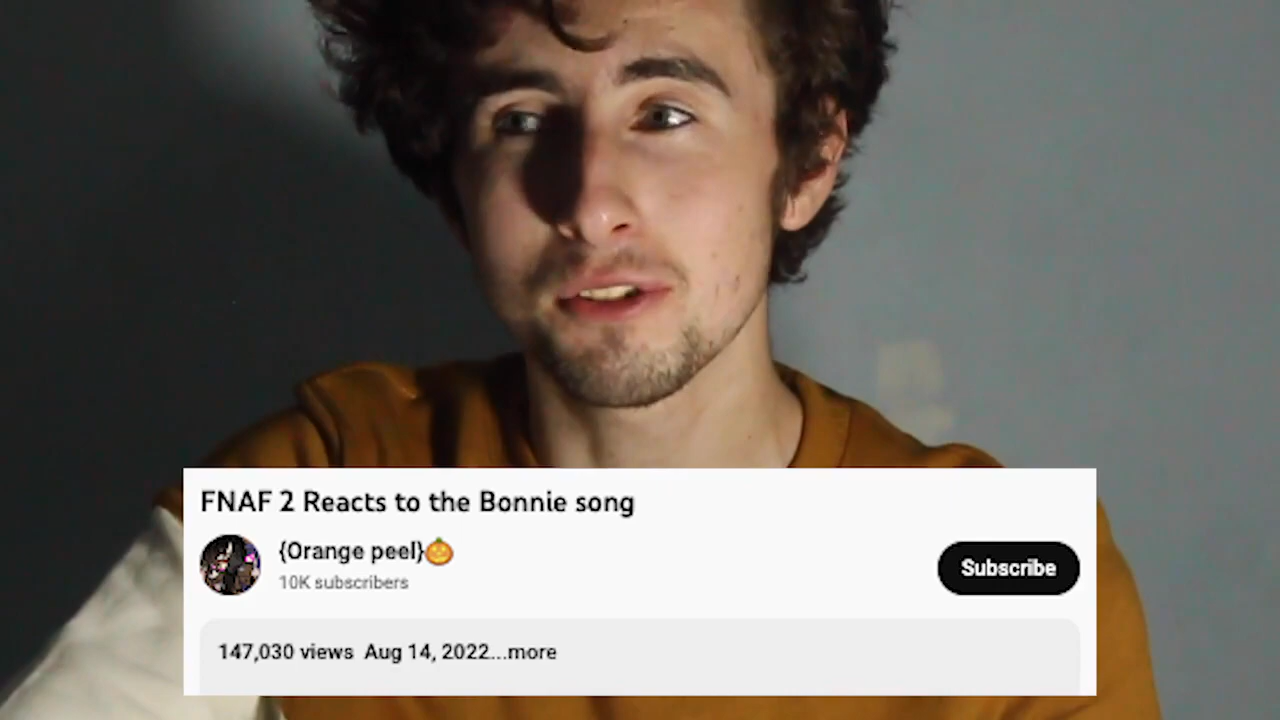 FNAF 2 Reacts to the Bonnie song
{Orange peel}🎃
10K subscribers
Subscribe
147,030 views Aug 14, 2022...more